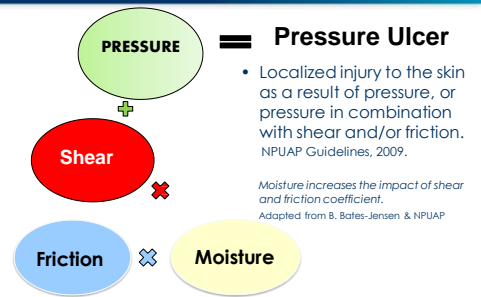 PRESSURE
= Pressure Ulcer
• Localized injury to the skin
as a result of pressure, or
pressure in combination
with shear and/or friction.
NPUAP Guidelines, 2009.
Moisture increases the impact of shear
and friction coefficient.
Adapted from B. Bates-Jensen & NPUAP
+
Shear
×
Friction × Moisture